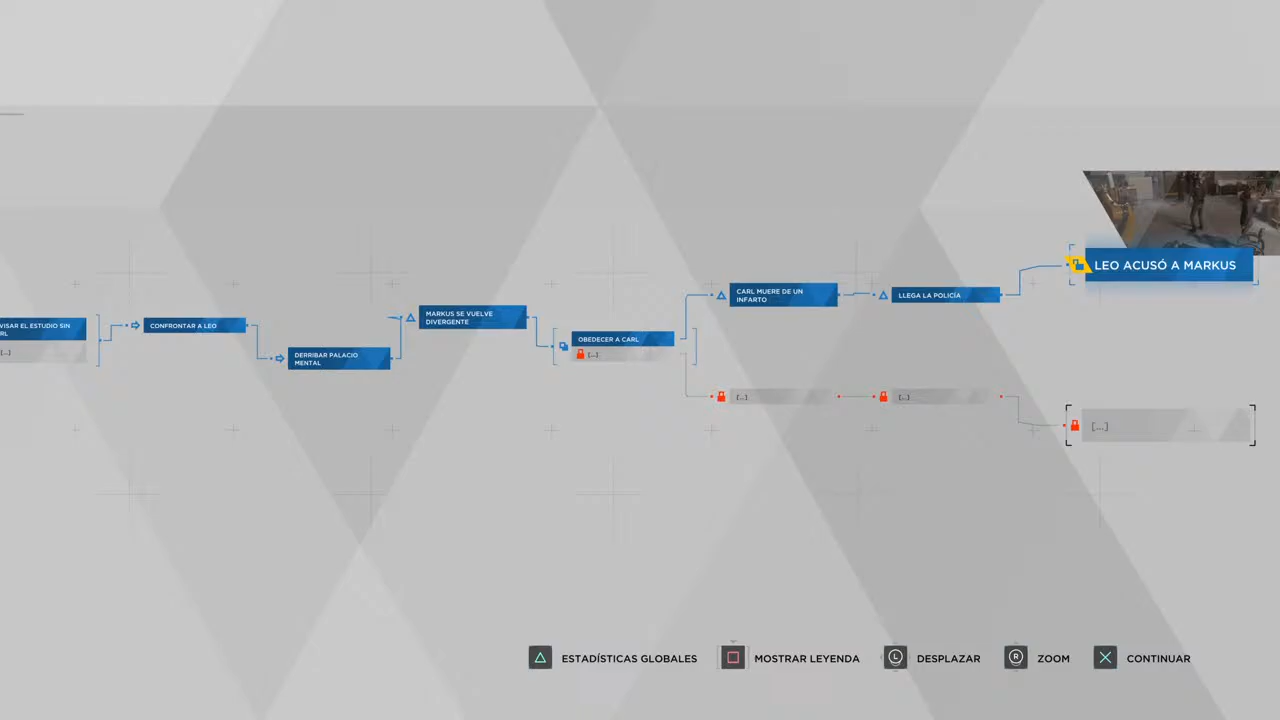 LEO ACUSÓ A MARKUS
CARL MUERE DE UN
INFARTO
LLEGA LA POLICÍA
MARKUS SE VUELVE
DIVERGENTE
VISAR EL ESTUDIO SIN
RL
[...]
CONFRONTAR A LEO
DERRIBAR PALACIO
MENTAL
OBEDECER A CARL
[...]
[...]
[...]
[...]
ESTADÍSTICAS GLOBALES
MOSTRAR LEYENDA
L
DESPLAZAR
R
ZOOM
CONTINUAR